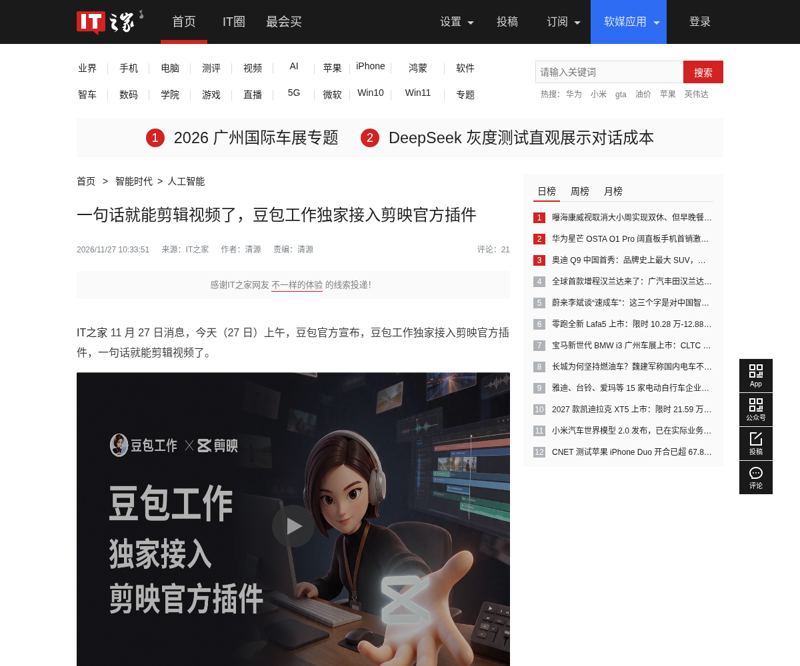 IT之家 首页 IT圈 最会买 设置 投稿 订阅 软媒应用 登录
业界 手机 电脑 测评 视频 AI 苹果 iPhone 鸿蒙 软件
智车 数码 学院 游戏 直播 5G 微软 Win10 Win11 专题
请输入关键词 搜索
热搜：华为 小米 gta 油价 苹果 英伟达
1 2026 广州国际车展专题 2 DeepSeek 灰度测试直观展示对话成本
首页 > 智能时代 > 人工智能
一句话就能剪辑视频了，豆包工作独家接入剪映官方插件
2026/11/27 10:33:51 来源：IT之家 作者：清源 责编：清源 评论：21
感谢IT之家网友 不一样的体验 的线索投递！
IT之家 11 月 27 日消息，今天（27 日）上午，豆包官方宣布，豆包工作独家接入剪映官方插
件，一句话就能剪辑视频了。
豆包工作 × 剪映
豆包工作
独家接入
剪映官方插件
日榜 周榜 月榜
1 曝海康威视取消大小周实现双休、但早晚餐...
2 华为星芒 OSTA O1 Pro 阔直板手机首销激...
3 奥迪 Q9 中国首秀：品牌史上最大 SUV，...
4 全球首款增程汉兰达来了：广汽丰田汉兰达...
5 蔚来李斌谈“速成车”：这三个字是对中国智...
6 零跑全新 Lafa5 上市：限时 10.28 万-12.88...
7 宝马新世代 BMW i3 广州车展上市：CLTC ...
8 长城为何坚持燃油车？魏建军称国内电车不...
9 雅迪、台铃、爱玛等 15 家电动自行车企业...
10 2027 款凯迪拉克 XT5 上市：限时 21.59 万...
11 小米汽车世界模型 2.0 发布，已在实际业务...
12 CNET 测试苹果 iPhone Duo 开合已超 67.8...
App
公众号
投稿
评论